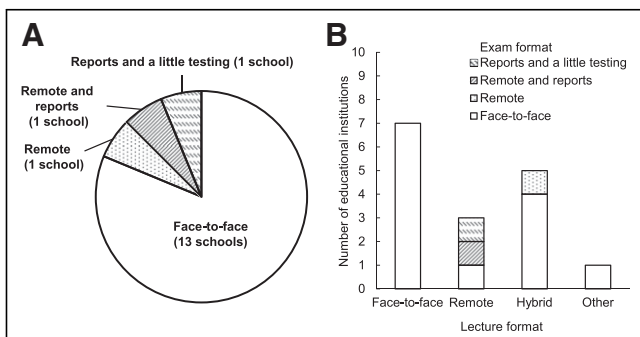 A
Reports and a little testing (1 school)
Remote and
reports
(1 school)
Remote
(1 school)
Face-to-face
(13 schools)
B
Exam format
Reports and a little testing
Remote and reports
Remote
Face-to-face
Number of educational institutions
10
9
8
7
6
5
4
3
2
1
0
Face-to-face Remote Hybrid Other
Lecture format